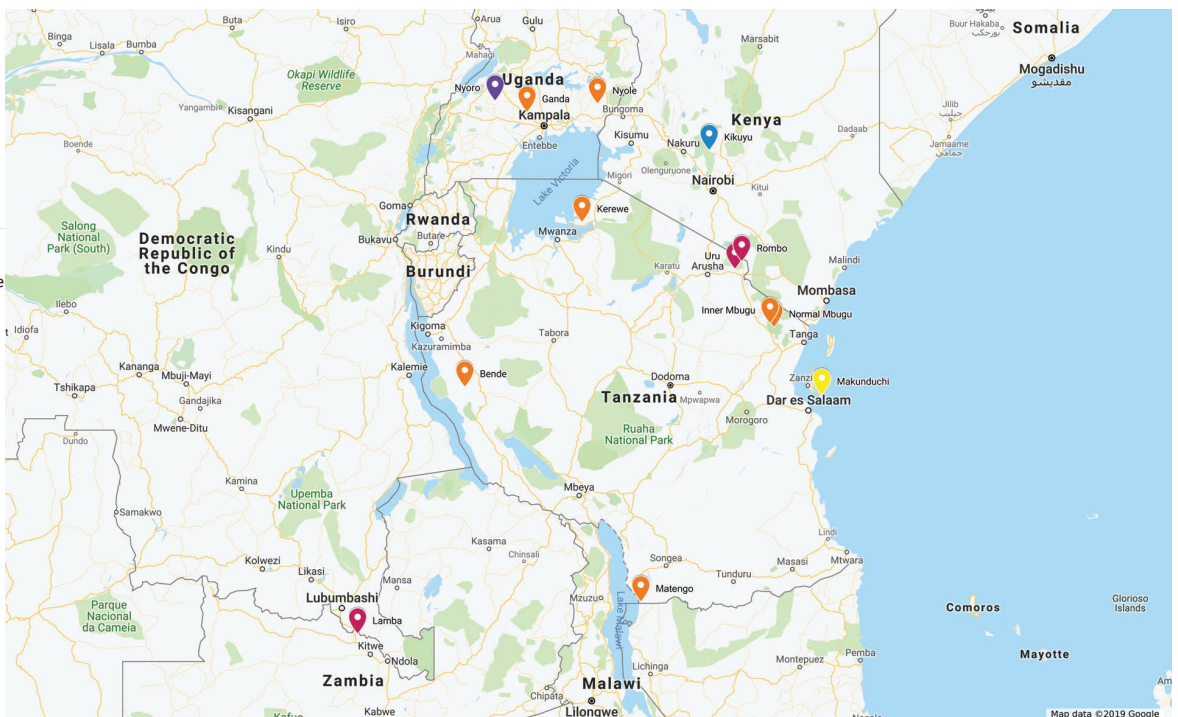 Somalia
Buur Hakaba
بورحكب
Mogadishu
مقديشو
Jilib
جيليب
Jamaame
جمامي
Binga
Lisala
Bumba
Buta
Isiro
Arua
Gulu
Mahagi
Marsabit
Okapi Wildlife
Reserve
Nyoro
Uganda
Ganda
Nyole
Kampala
Bungoma
Entebbe
Yangambi
Kisangani
Kisumu
Kenya
Nakuru
Kikuyu
Dadaab
Boende
Olenguruone
Migori
Nairobi
Kitui
Lake Victoria
Goma
Rwanda
Kerewe
Salong
National
Park (South)
Democratic
Republic of
the Congo
Kindu
Bukavu
Butare
Mwanza
Burundi
Uru
Rombo
Karatu
Arusha
Malindi
e
Mombasa
Ilebo
t
Idiofa
Kigoma
Kazuramimba
Tabora
Inner Mbugu
Normal Mbugu
Tanga
Kananga
Mbuji-Mayi
Kalemie
Bende
Dodoma
Zanzi
Makunduchi
Tshikapa
Gandajika
Tanzania
Mpwapwa
Dar es Salaam
Mwene-Ditu
Morogoro
Dundo
Ruaha
National Park
Kamina
Mbeya
Upemba
National Park
Samakwo
Lindi
Kasama
Chinsali
Songea
Masasi
Mtwara
Kolwezi
Likasi
Mansa
Tunduru
Matengo
Lubumbashi
Mzuzu
Lake Malawi
Lamba
Parque
Nacional
da Cameia
Comoros
Glorioso
Islands
Kitwe
Ndola
Mayotte
Pemba
Montepuez
Lichinga
Zambia
Malawi
Chipata
Kabwe
Lilongwe
Am
Map data ©2019 Google